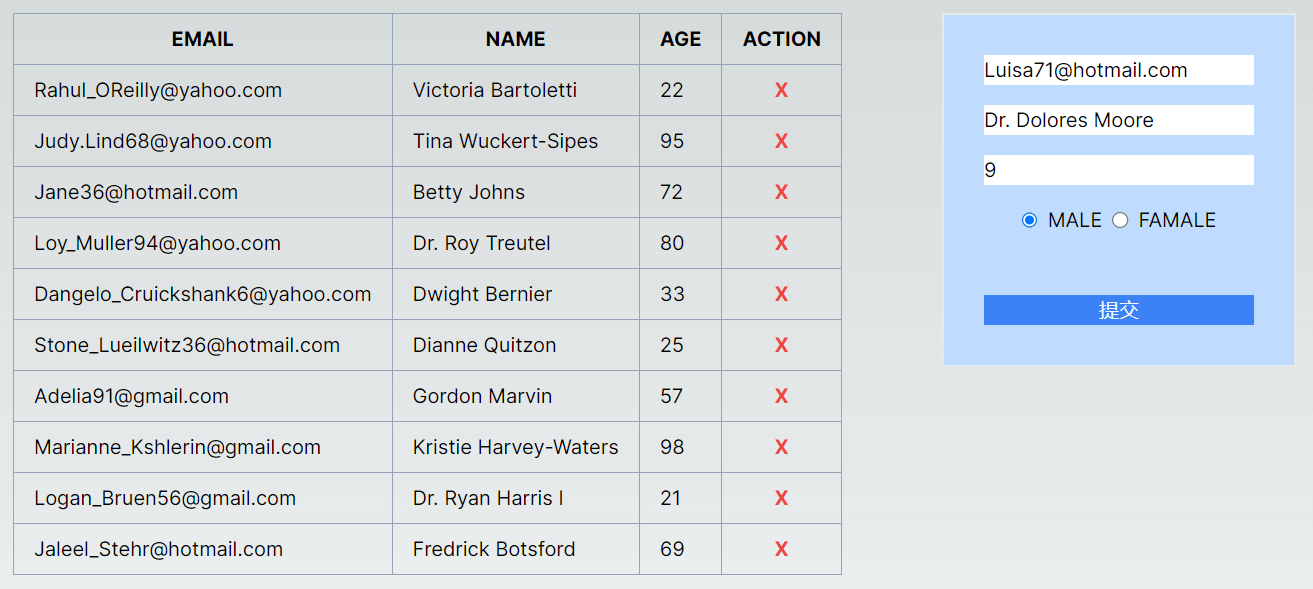 EMAIL NAME AGE ACTION
Rahul_OReilly@yahoo.com Victoria Bartoletti 22 X
Judy.Lind68@yahoo.com Tina Wuckert-Sipes 95 X
Jane36@hotmail.com Betty Johns 72 X
Loy_Muller94@yahoo.com Dr. Roy Treutel 80 X
Dangelo_Cruickshank6@yahoo.com Dwight Bernier 33 X
Stone_Lueilwitz36@hotmail.com Dianne Quitzon 25 X
Adelia91@gmail.com Gordon Marvin 57 X
Marianne_Kshlerin@gmail.com Kristie Harvey-Waters 98 X
Logan_Bruen56@gmail.com Dr. Ryan Harris I 21 X
Jaleel_Stehr@hotmail.com Fredrick Botsford 69 X
Luisa71@hotmail.com
Dr. Dolores Moore
9
MALE FAMALE
提交